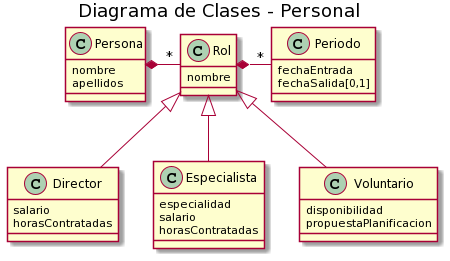 Diagrama de Clases - Personal
C Persona
nombre
apellidos
*
C Rol
nombre
*
C Periodo
fechaEntrada
fechaSalida[0,1]
C Director
salario
horasContratadas
C Especialista
especialidad
salario
horasContratadas
C Voluntario
disponibilidad
propuestaPlanificacion